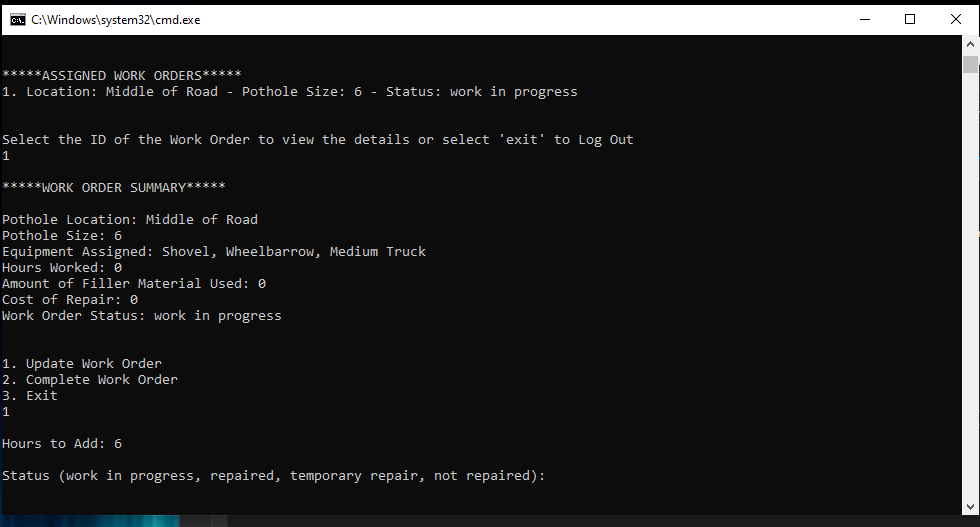 C:\Windows\system32\cmd.exe
*****ASSIGNED WORK ORDERS*****
1. Location: Middle of Road - Pothole Size: 6 - Status: work in progress
Select the ID of the Work Order to view the details or select 'exit' to Log Out
1
*****WORK ORDER SUMMARY*****
Pothole Location: Middle of Road
Pothole Size: 6
Equipment Assigned: Shovel, Wheelbarrow, Medium Truck
Hours Worked: 0
Amount of Filler Material Used: 0
Cost of Repair: 0
Work Order Status: work in progress
1. Update Work Order
2. Complete Work Order
3. Exit
1
Hours to Add: 6
Status (work in progress, repaired, temporary repair, not repaired):